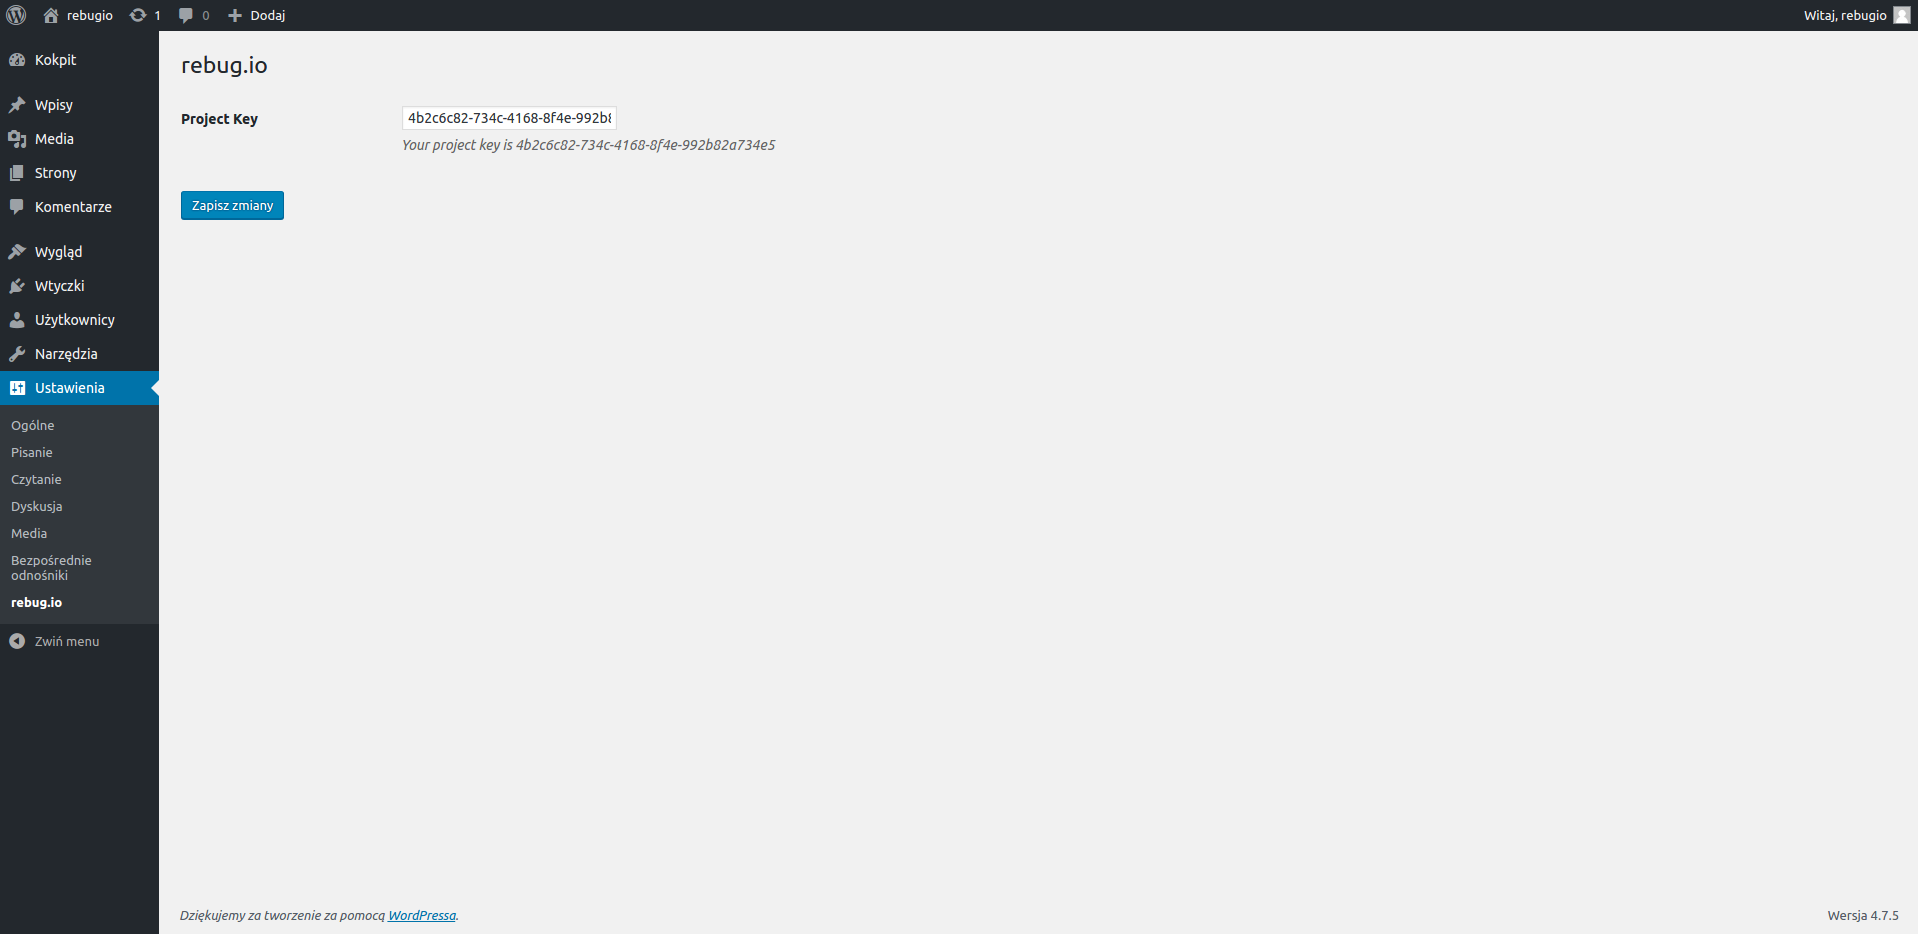 rebugio 1 0 Dodaj Witaj, rebugio
Kokpit
Wpisy
Media
Strony
Komentarze
Wygląd
Wtyczki
Użytkownicy
Narzędzia
Ustawienia
Ogólne
Pisanie
Czytanie
Dyskusja
Media
Bezpośrednie
odnośniki
rebug.io
Zwiń menu
rebug.io
Project Key 4b2c6c82-734c-4168-8f4e-992b8
Your project key is 4b2c6c82-734c-4168-8f4e-992b82a734e5
Zapisz zmiany
Dziękujemy za tworzenie za pomocą WordPressa.
Wersja 4.7.5